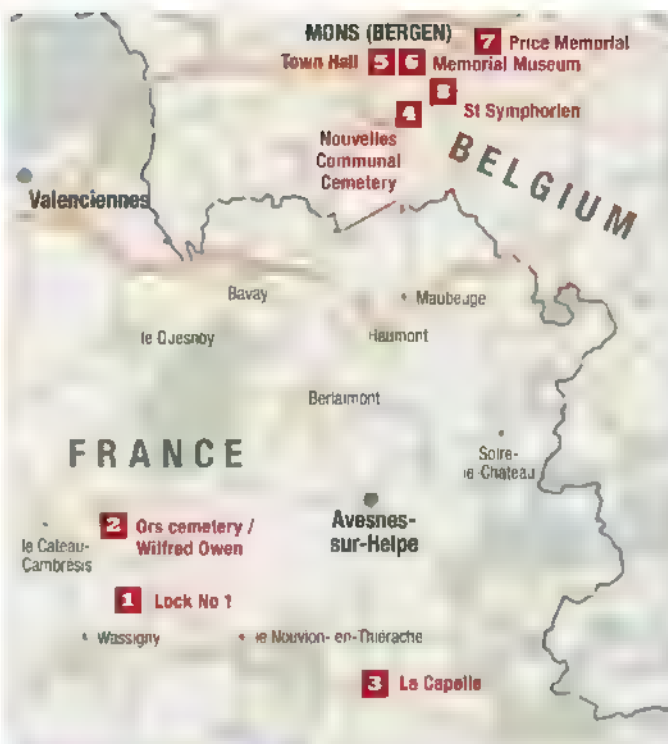 MONS (BERGEN)
7 Price Memorial
Town Hall 5 6 Memorial Museum
8
St Symphorien
4
Nouvelles
Communal
Cemetery
BELGIUM
Valenciennes
Bavay
Maubeuge
le Quesnoy
Haumont
Berlaimont
FRANCE
Solre-
le-Chateau
2 Ors cemetery /
Wilfred Owen
Avesnes-
sur-Helpe
le Cateau-
Cambrésis
1 Lock No 1
Wassigny
le Nouvion-en-Thiérache
3 La Capelle